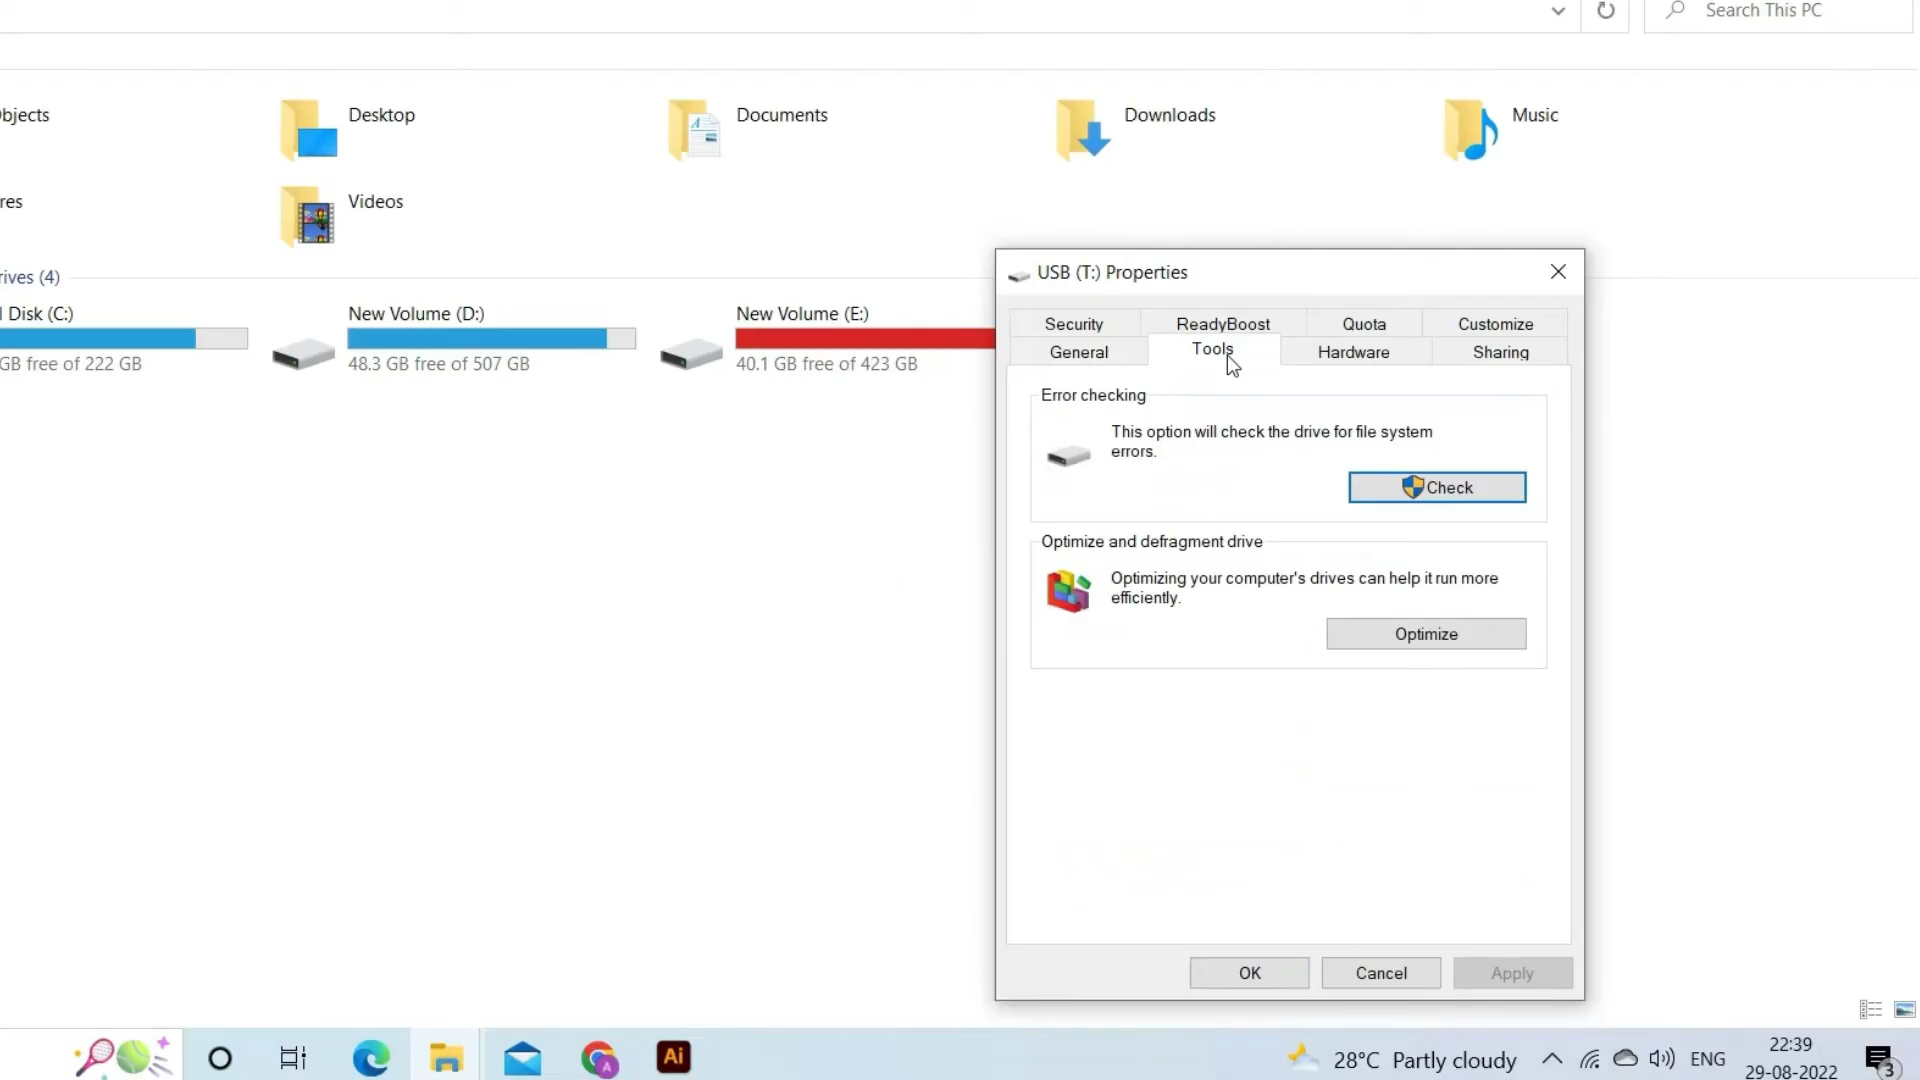 Search This PC
bjects
Desktop
Documents
Downloads
Music
res
Videos
rives (4)
l Disk (C:)
GB free of 222 GB
New Volume (D:)
48.3 GB free of 507 GB
New Volume (E:)
40.1 GB free of 423 GB
USB (T:) Properties
Security
ReadyBoost
Quota
Customize
General
Tools
Hardware
Sharing
Error checking
This option will check the drive for file system
errors.
Check
Optimize and defragment drive
Optimizing your computer's drives can help it run more
efficiently.
Optimize
OK
Cancel
Apply
A
Ai
28°C Partly cloudy
ENG
22:39
29-08-2022
3